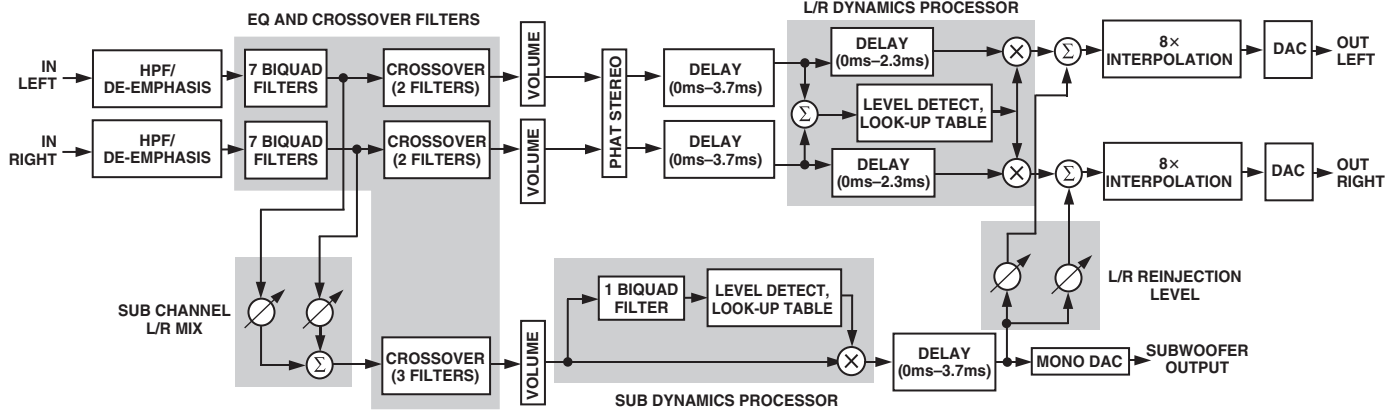 EQ AND CROSSOVER FILTERS
L/R DYNAMICS PROCESSOR
IN
LEFT
HPF/
DE-EMPHASIS
7 BIQUAD
FILTERS
CROSSOVER
(2 FILTERS)
VOLUME
PHAT STEREO
DELAY
(0ms–3.7ms)
DELAY
(0ms–2.3ms)
×
Σ
8×
INTERPOLATION
DAC
OUT
LEFT
Σ
LEVEL DETECT,
LOOK-UP TABLE
IN
RIGHT
HPF/
DE-EMPHASIS
7 BIQUAD
FILTERS
CROSSOVER
(2 FILTERS)
VOLUME
DELAY
(0ms–3.7ms)
DELAY
(0ms–2.3ms)
×
Σ
8×
INTERPOLATION
DAC
OUT
RIGHT
SUB CHANNEL
L/R MIX
Σ
CROSSOVER
(3 FILTERS)
VOLUME
1 BIQUAD
FILTER
LEVEL DETECT,
LOOK-UP TABLE
×
SUB DYNAMICS PROCESSOR
DELAY
(0ms–3.7ms)
L/R REINJECTION
LEVEL
MONO DAC
SUBWOOFER
OUTPUT